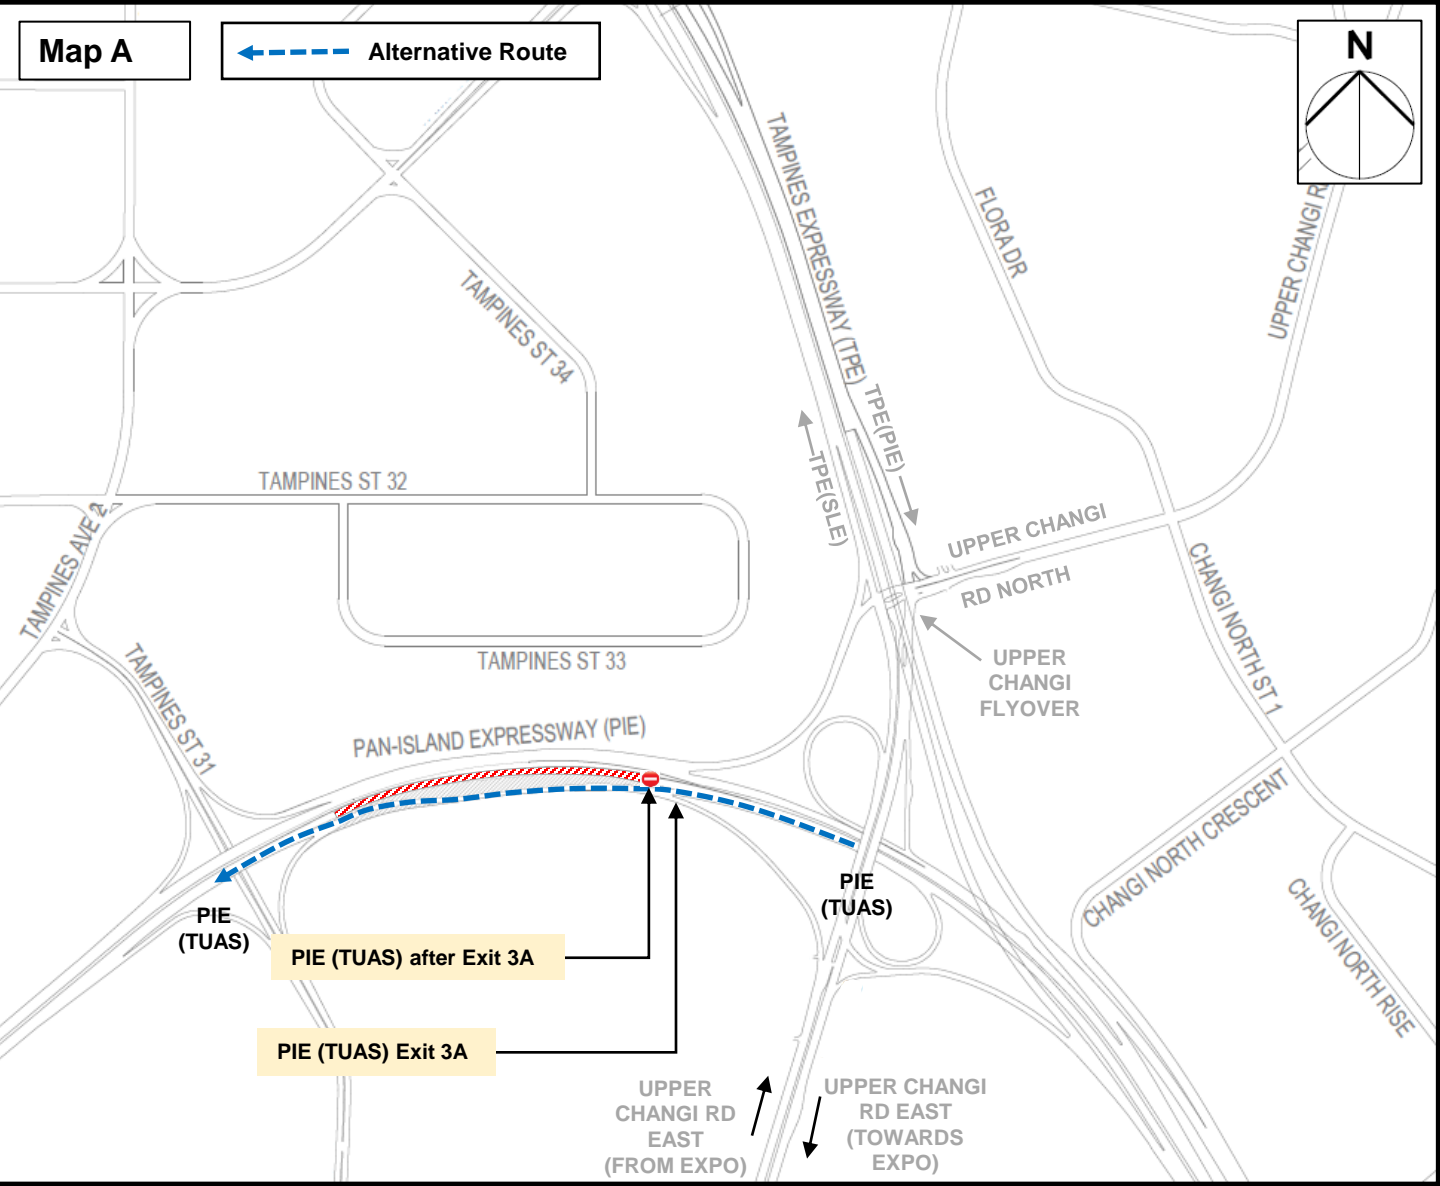 Map A
Alternative Route
N
TAMPINES EXPRESSWAY (TPE)
FLORA DR
UPPER CHANGI
TAMPINES ST 34
TPE(PIE)
TPE(SLE)
TAMPINES ST 32
TAMPINES AVE 2
UPPER CHANGI
RD NORTH
CHANGI NORTH ST 1
TAMPINES ST 33
UPPER
CHANGI
FLYOVER
TAMPINES ST 31
PAN-ISLAND EXPRESSWAY (PIE)
CHANGI NORTH CRESCENT
CHANGI NORTH RISE
PIE
(TUAS)
PIE
(TUAS)
PIE (TUAS) after Exit 3A
PIE (TUAS) Exit 3A
UPPER
CHANGI RD
EAST
(FROM EXPO)
UPPER CHANGI
RD EAST
(TOWARDS
EXPO)